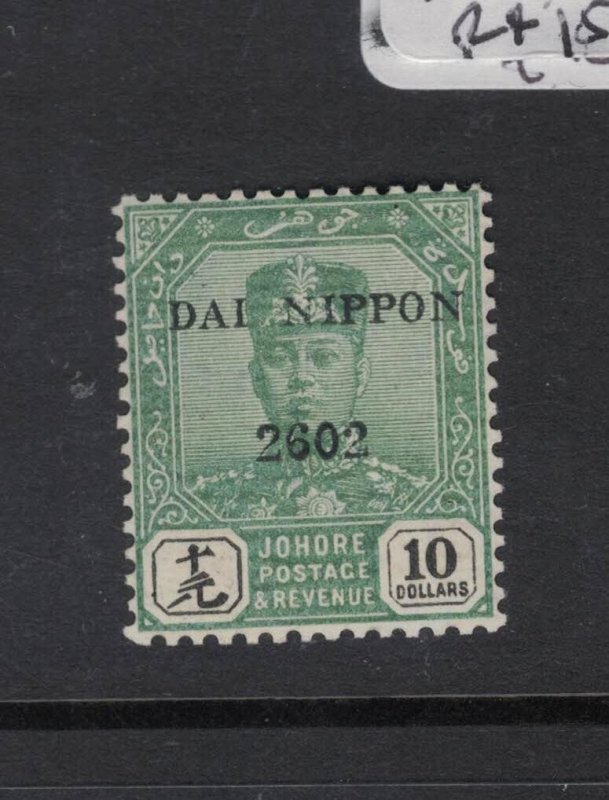 جوهر
DAI NIPPON
2602
十元
JOHORE
POSTAGE
& REVENUE
10
DOLLARS